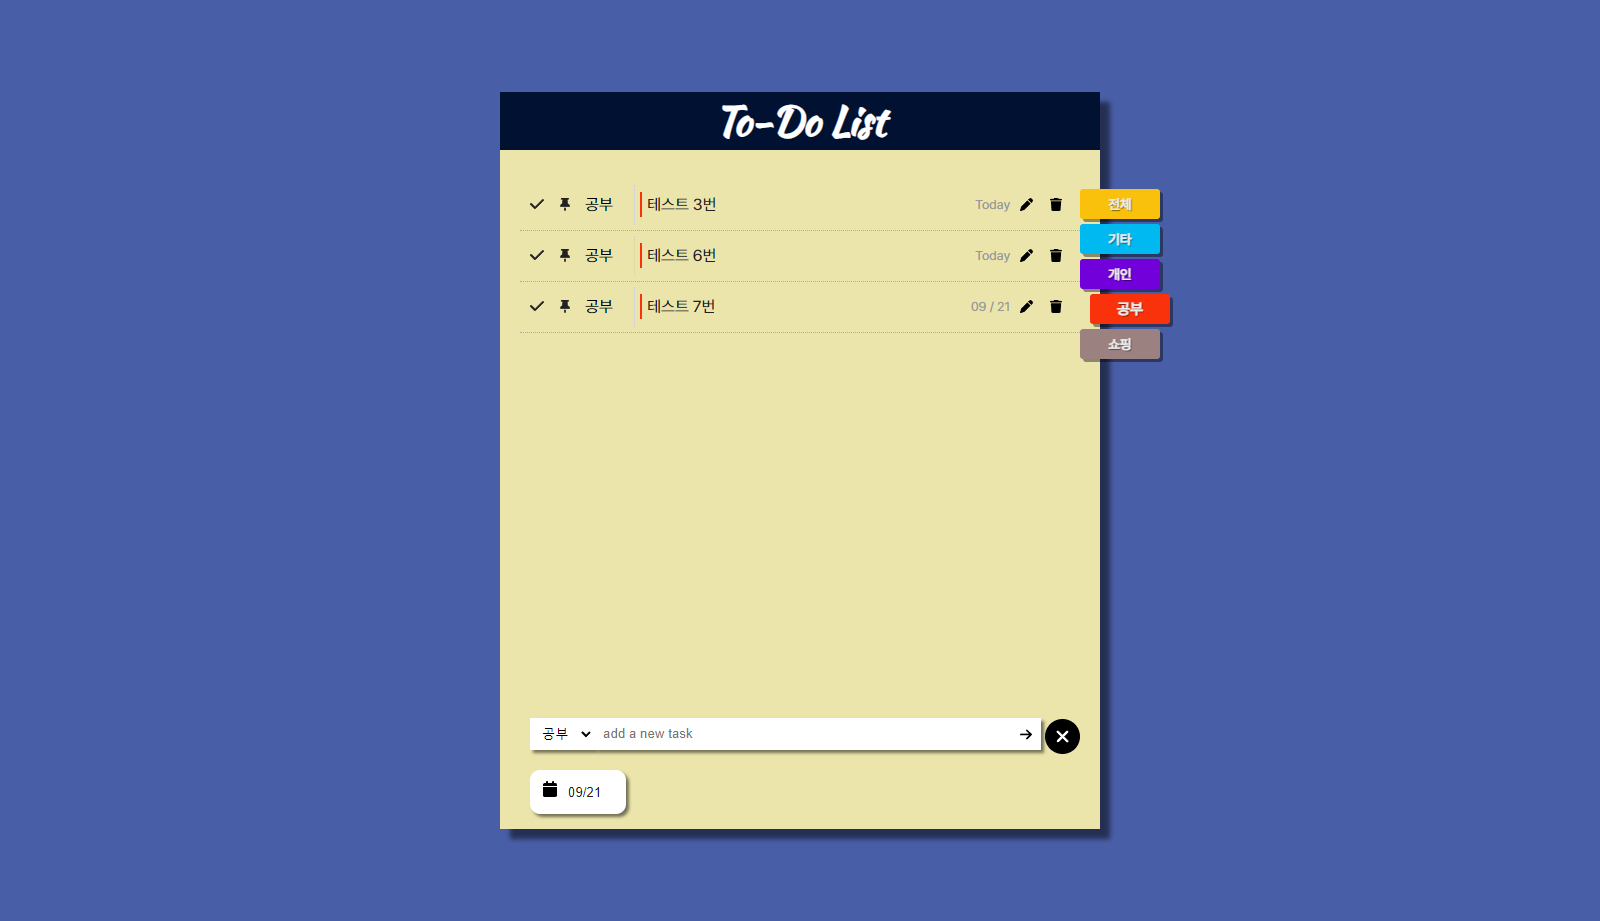 To-Do List
공부 테스트 3번 Today
공부 테스트 6번 Today
공부 테스트 7번 09 / 21
전체
기타
개인
공부
쇼핑
공부 add a new task
09/21